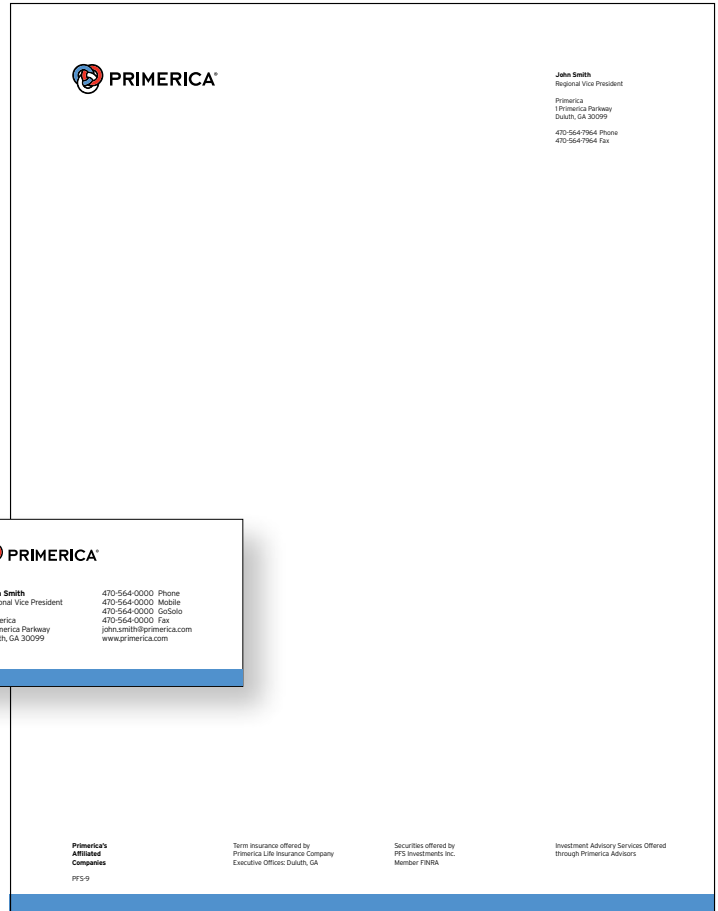 PRIMERICA®
John Smith
Regional Vice President
Primerica
1 Primerica Parkway
Duluth, GA 30099
470-564-7964 Phone
470-564-7964 Fax
PRIMERICA®
n Smith
onal Vice President
erica
merica Parkway
th, GA 30099
470-564-0000 Phone
470-564-0000 Mobile
470-564-0000 GoSolo
470-564-0000 Fax
john.smith@primerica.com
www.primerica.com
Primerica's
Affiliated
Companies
PFS-9
Term insurance offered by
Primerica Life Insurance Company
Executive Offices: Duluth, GA
Securities offered by
PFS Investments Inc.
Member FINRA
Investment Advisory Services Offered
through Primerica Advisors